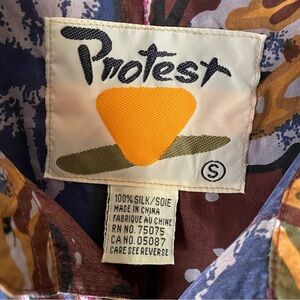 Protest
S
100% SILK/SOIE
MADE IN CHINA
FABRIQUE AU CHINE
RN NO. 75075
CA NO. 05087
CARE SEE REVERSE